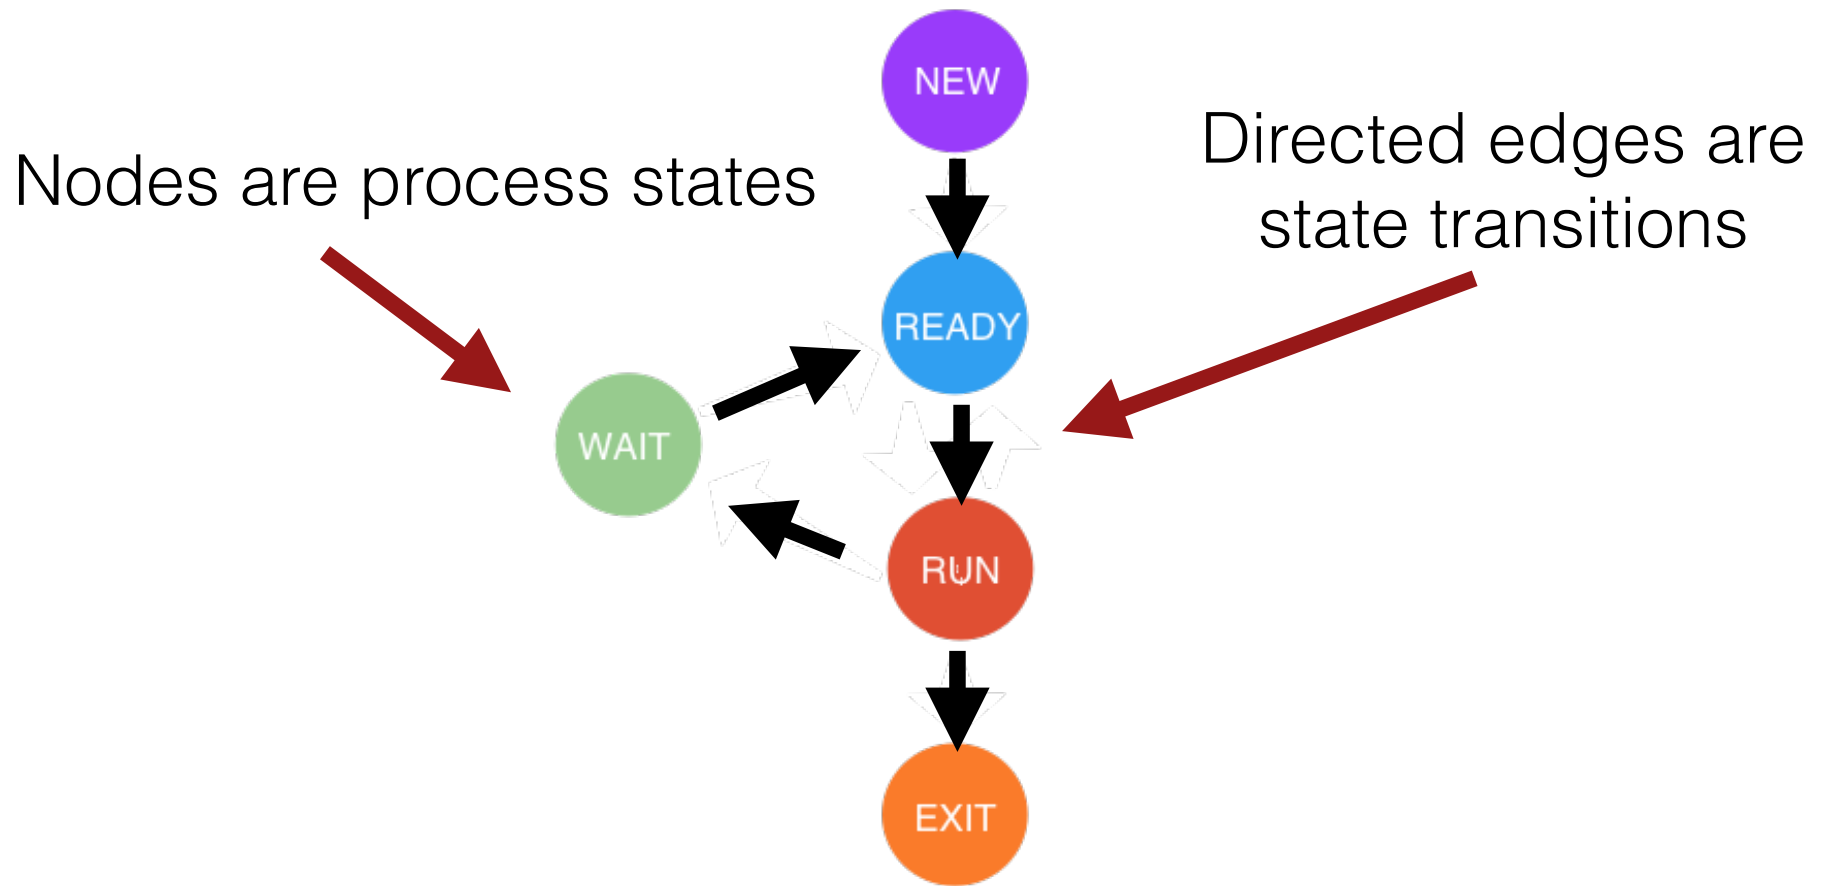 NEW
Directed edges are
state transitions
Nodes are process states
READY
WAIT
RUN
EXIT